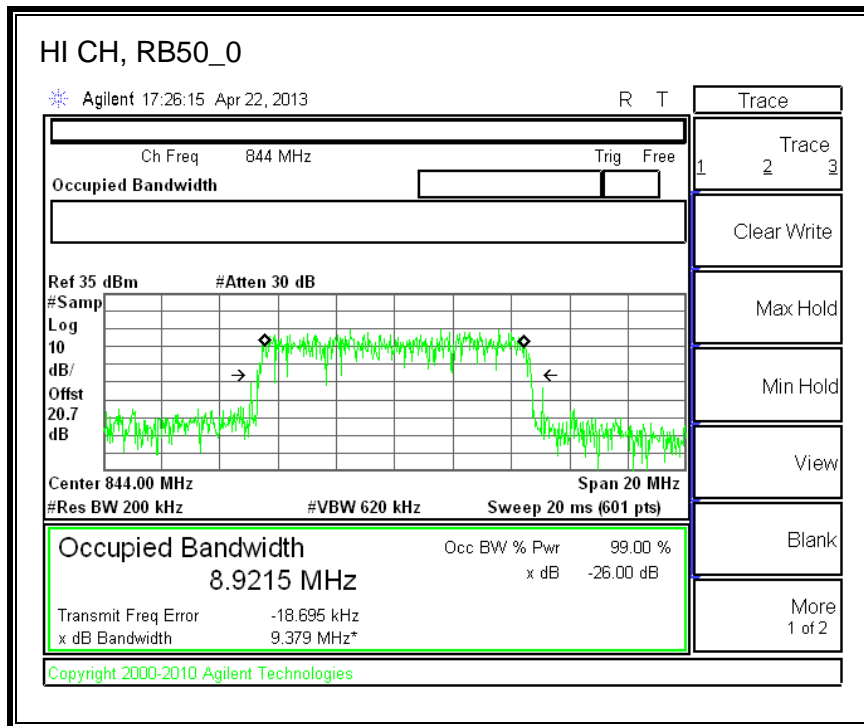 HI CH, RB50_0
Agilent 17:26:15 Apr 22, 2013 R T
Trace
Ch Freq 844 MHz Trig Free
Occupied Bandwidth
Trace
1 2 3
Clear Write
Max Hold
Min Hold
View
Blank
More
1 of 2
Ref 35 dBm #Atten 30 dB
#Samp
Log
10
dB/
Offst
20.7
dB
Center 844.00 MHz Span 20 MHz
#Res BW 200 kHz #VBW 620 kHz Sweep 20 ms (601 pts)
Occupied Bandwidth Occ BW % Pwr 99.00 %
8.9215 MHz x dB -26.00 dB
Transmit Freq Error -18.695 kHz
x dB Bandwidth 9.379 MHz*
Copyright 2000-2010 Agilent Technologies